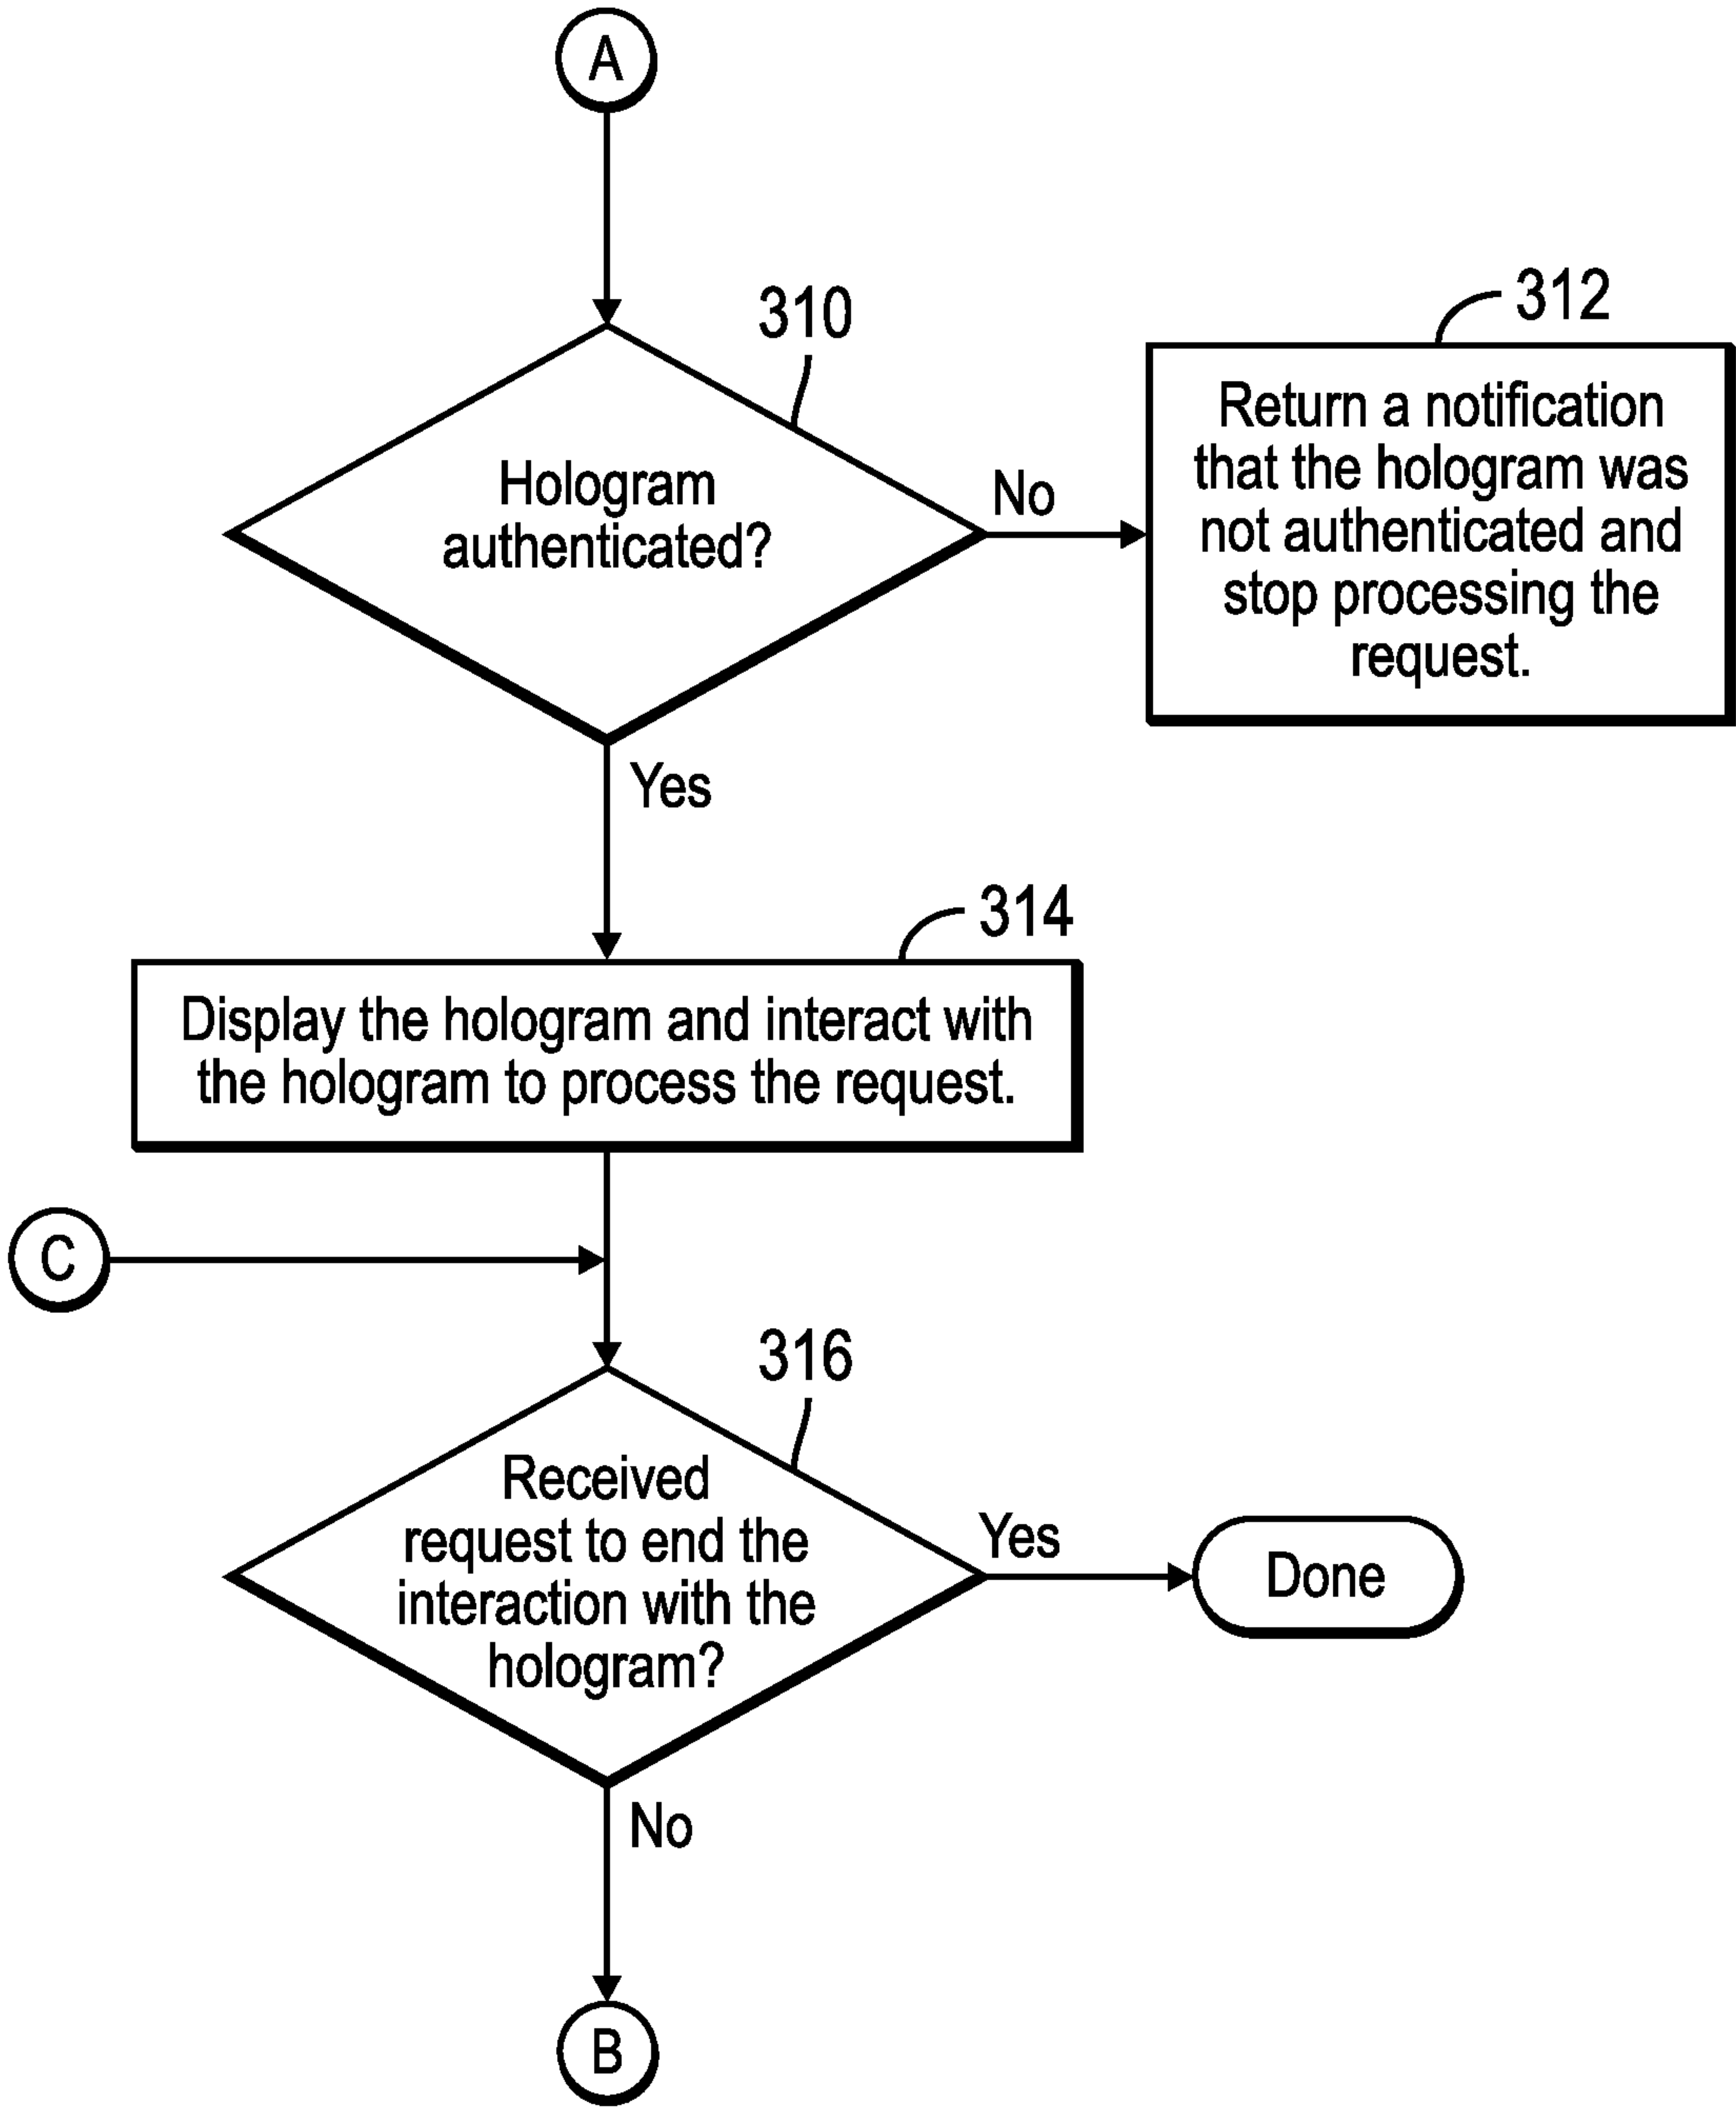 A
310
312
Hologram
authenticated?
No
Return a notification
that the hologram was
not authenticated and
stop processing the
request.
Yes
314
Display the hologram and interact with
the hologram to process the request.
C
316
Received
request to end the
interaction with the
hologram?
Yes
Done
No
B